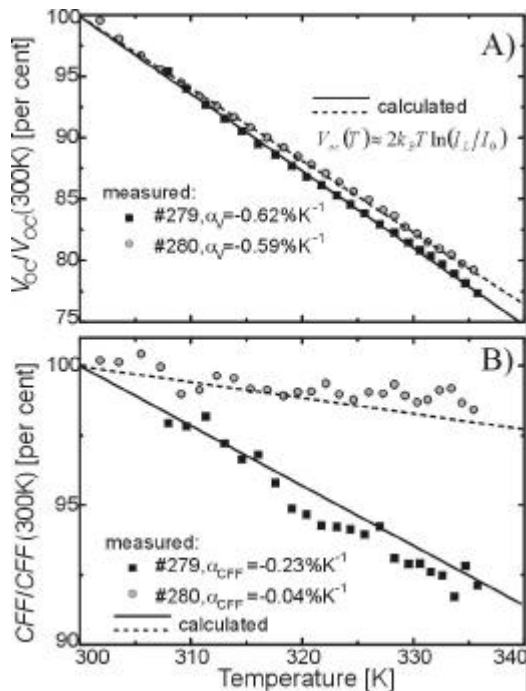 A)
V_OC/V_OC(300K) [per cent]
100
95
90
85
80
75
calculated
V_oc(T)≈2k_BT ln(I_L/I_0)
measured:
#279, α_V=-0.62%K⁻¹
#280, α_V=-0.59%K⁻¹
B)
CFF/CFF(300K) [per cent]
100
95
90
measured:
#279, α_CFF=-0.23%K⁻¹
#280, α_CFF=-0.04%K⁻¹
calculated
300 310 320 330 340
Temperature [K]